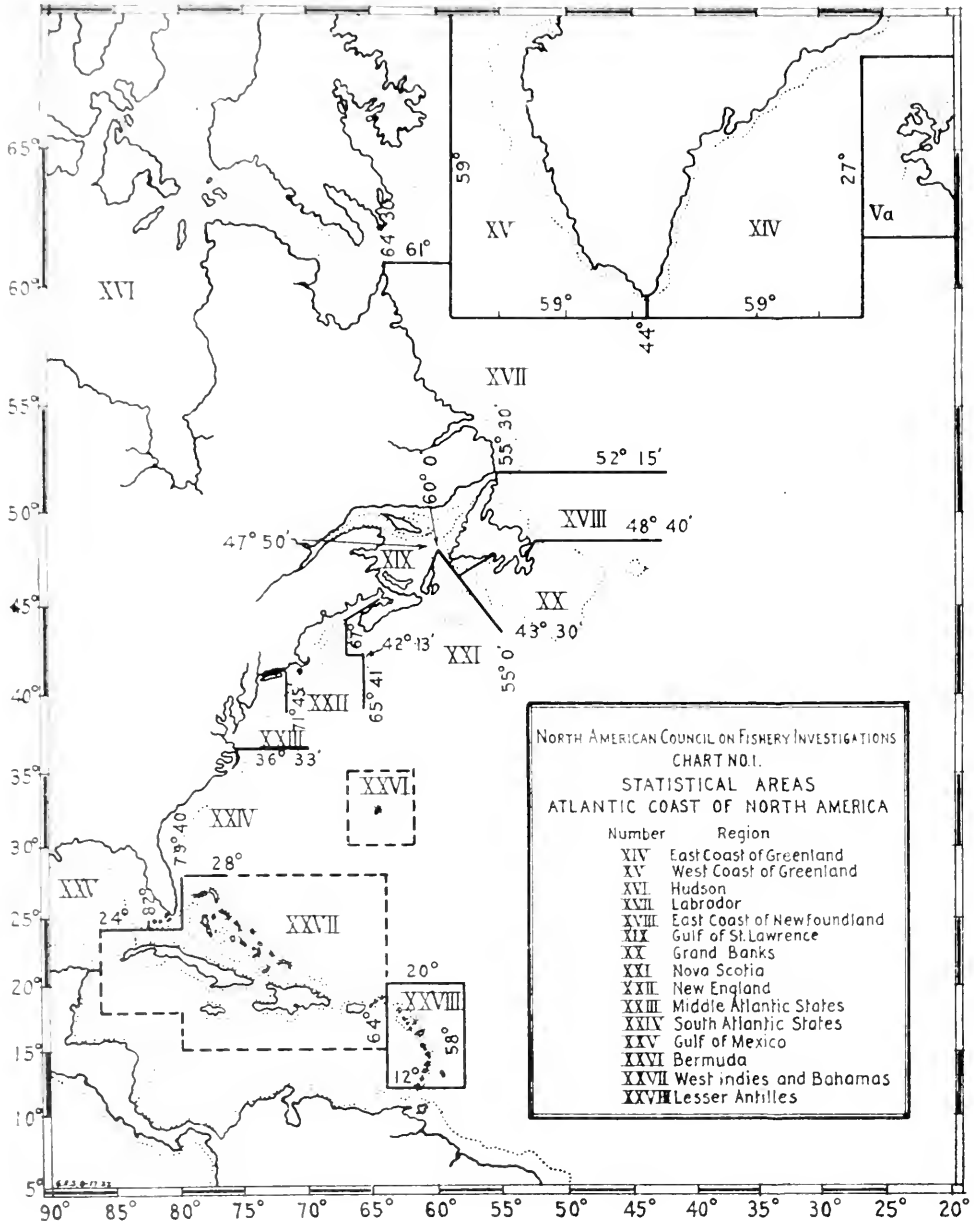 65°
60°
55°
50°
45°
40°
35°
30°
25°
20°
15°
10°
5°
90°
85°
80°
75°
70°
65°
60°
55°
50°
45°
40°
35°
30°
25°
20°
59°
27°
Va
XV
XIV
64° 30'
61°
59°
59°
44°
XVI
XVII
55° 30'
52° 15'
60° 0'
XVIII
48° 40'
47° 50'
XIX
XX
43° 30'
67°
42° 13'
XXI
55° 0'
65° 41'
71° 45'
XXII
XXIII
36° 33'
XXVI
XXIV
79° 40'
28°
XXV
82°
24°
XXVII
20°
XXVIII
64°
58°
12°
NORTH AMERICAN COUNCIL ON FISHERY INVESTIGATIONS
CHART NO.1.
STATISTICAL AREAS
ATLANTIC COAST OF NORTH AMERICA
Number Region
XIV East Coast of Greenland
XV West Coast of Greenland
XVI Hudson
XVII Labrador
XVIII East Coast of Newfoundland
XIX Gulf of St. Lawrence
XX Grand Banks
XXI Nova Scotia
XXII New England
XXIII Middle Atlantic States
XXIV South Atlantic States
XXV Gulf of Mexico
XXVI Bermuda
XXVII West Indies and Bahamas
XXVIII Lesser Antilles